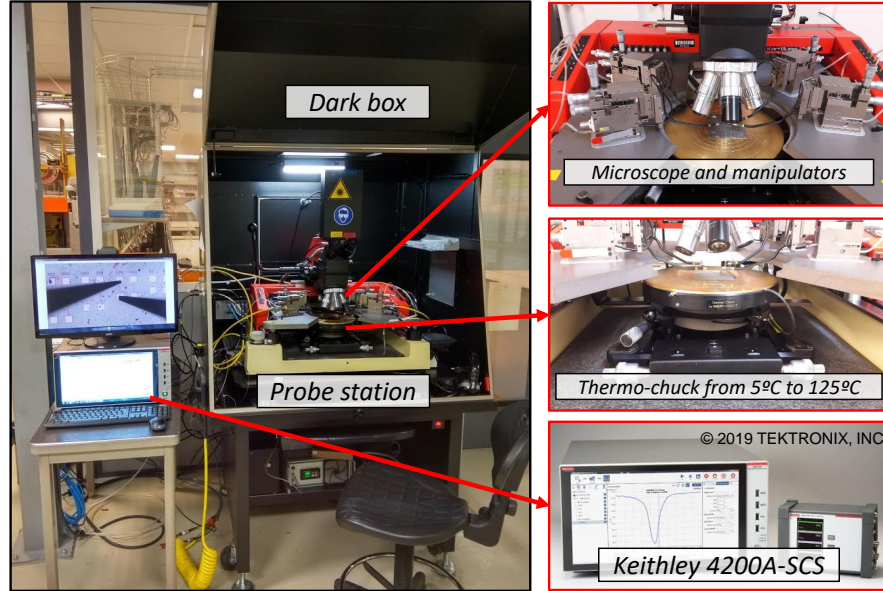 Dark box
Probe station
Microscope and manipulators
Thermo-chuck from 5ºC to 125ºC
© 2019 TEKTRONIX, INC
Keithley 4200A-SCS